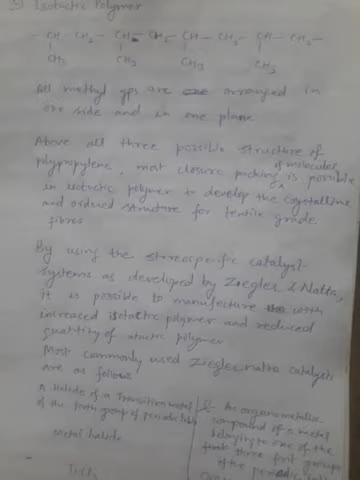 3) Isotactic Polymer
- CH - CH2 - CH - CH2 - CH - CH2 - CH - CH2 -
CH3 CH3 CH3 CH3
All methyl gps are arranged in
one side and in one plane
Above all three possible structure of
plypropylene, most closure packing of molecules is possible
in isotactic polymer to develop the crystalline
and ordered structure for textile grade
fibres
By using the stereospecific catalyst
systems as developed by Ziegler & Natta,
it is possible to manufacture with
increased isotactic polymer and reduced
quantity of atactic polymer
Most commonly used Ziegler natta catalysts
are as follows
A Halide of a Transition metal
of the forth group of periodic table
Metal halide
TiCl3
An organometallic
compound of a metal
belonging to one of the
first three groups
of the periodic table